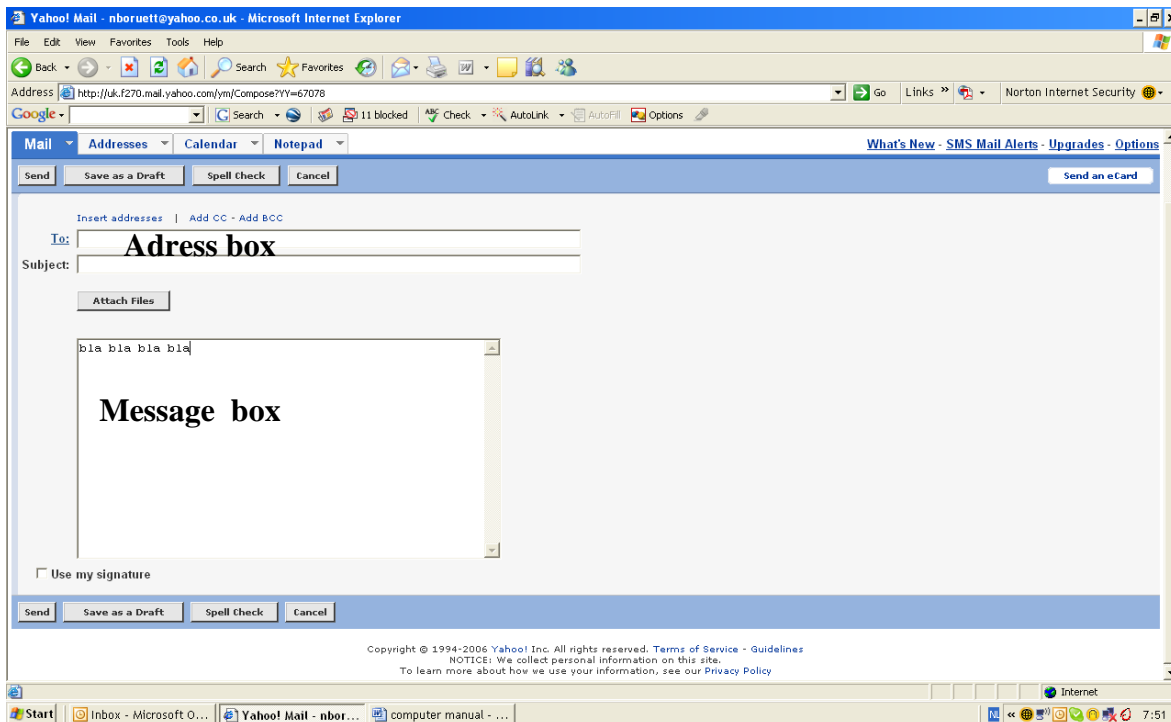 Yahoo! Mail - nboruett@yahoo.co.uk - Microsoft Internet Explorer
File Edit View Favorites Tools Help
Back Search Favorites
Address http://uk.f270.mail.yahoo.com/ym/Compose?YY=67078 Go Links » Norton Internet Security
Google Search 11 blocked ABC Check AutoLink AutoFill Options
Mail Addresses Calendar Notepad What's New - SMS Mail Alerts - Upgrades - Options
Send Save as a Draft Spell Check Cancel Send an eCard
Insert addresses | Add CC - Add BCC
To:
Adress box
Subject:
Attach Files
bla bla bla bla
Message box
Use my signature
Send Save as a Draft Spell Check Cancel
Copyright © 1994-2006 Yahoo! Inc. All rights reserved. Terms of Service - Guidelines
NOTICE: We collect personal information on this site.
To learn more about how we use your information, see our Privacy Policy
Internet
Start Inbox - Microsoft O... Yahoo! Mail - nbor... computer manual - ... NL « 7:51